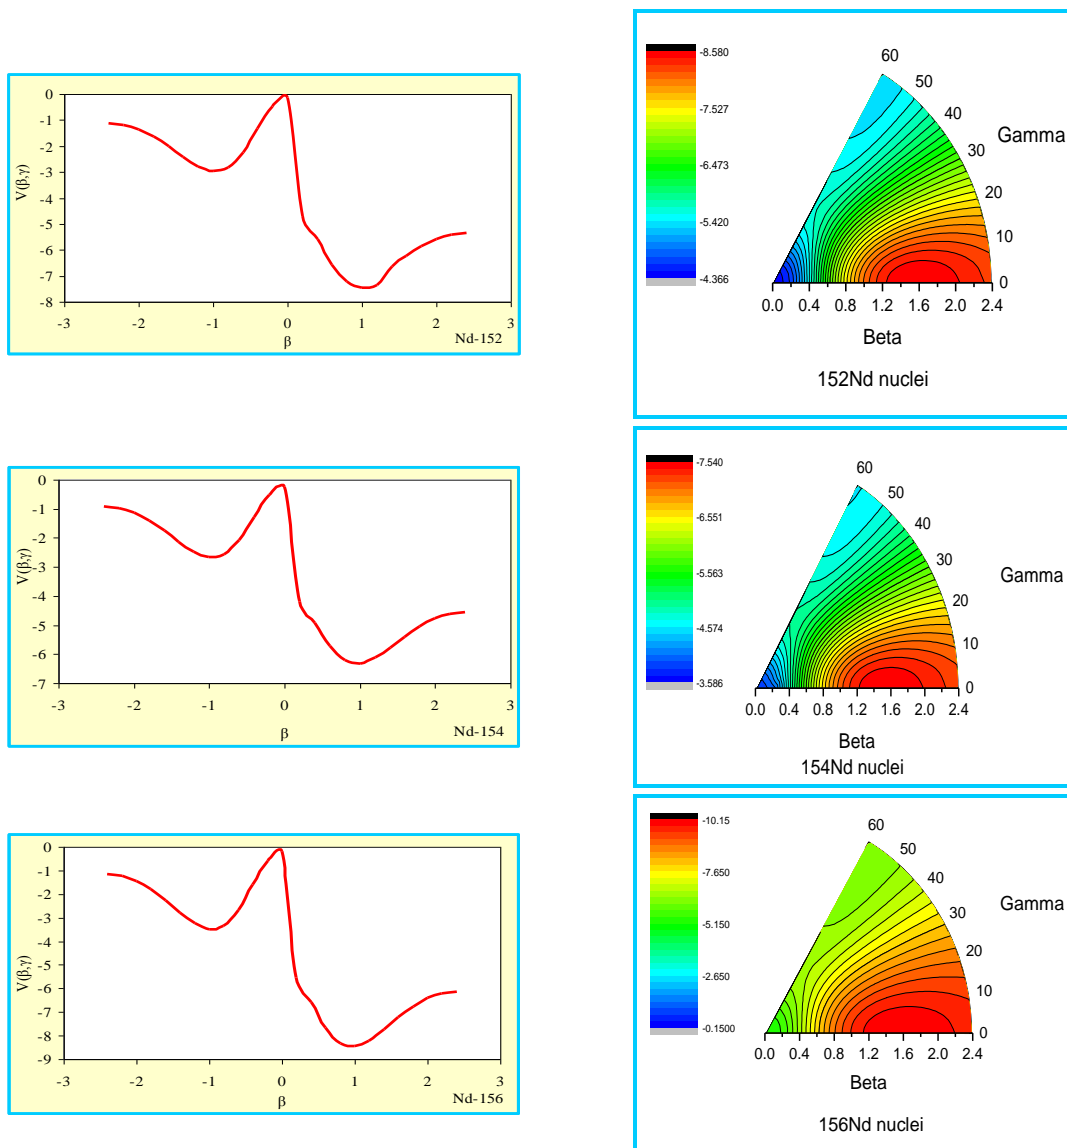 0
-1
-2
-3
-4
-5
-6
-7
-8
V(β,γ)
-3 -2 -1 0 1 2 3
β
Nd-152
-8.580
-7.527
-6.473
-5.420
-4.366
60
50
40
30
20
10
0
Gamma
0.0 0.4 0.8 1.2 1.6 2.0 2.4
Beta
152Nd nuclei
0
-1
-2
-3
-4
-5
-6
-7
V(β,γ)
-3 -2 -1 0 1 2 3
β
Nd-154
-7.540
-6.551
-5.563
-4.574
-3.586
60
50
40
30
20
10
0
Gamma
0.0 0.4 0.8 1.2 1.6 2.0 2.4
Beta
154Nd nuclei
0
-1
-2
-3
-4
-5
-6
-7
-8
-9
V(β,γ)
-3 -2 -1 0 1 2 3
β
Nd-156
-10.15
-7.650
-5.150
-2.650
-0.1500
60
50
40
30
20
10
0
Gamma
0.0 0.4 0.8 1.2 1.6 2.0 2.4
Beta
156Nd nuclei